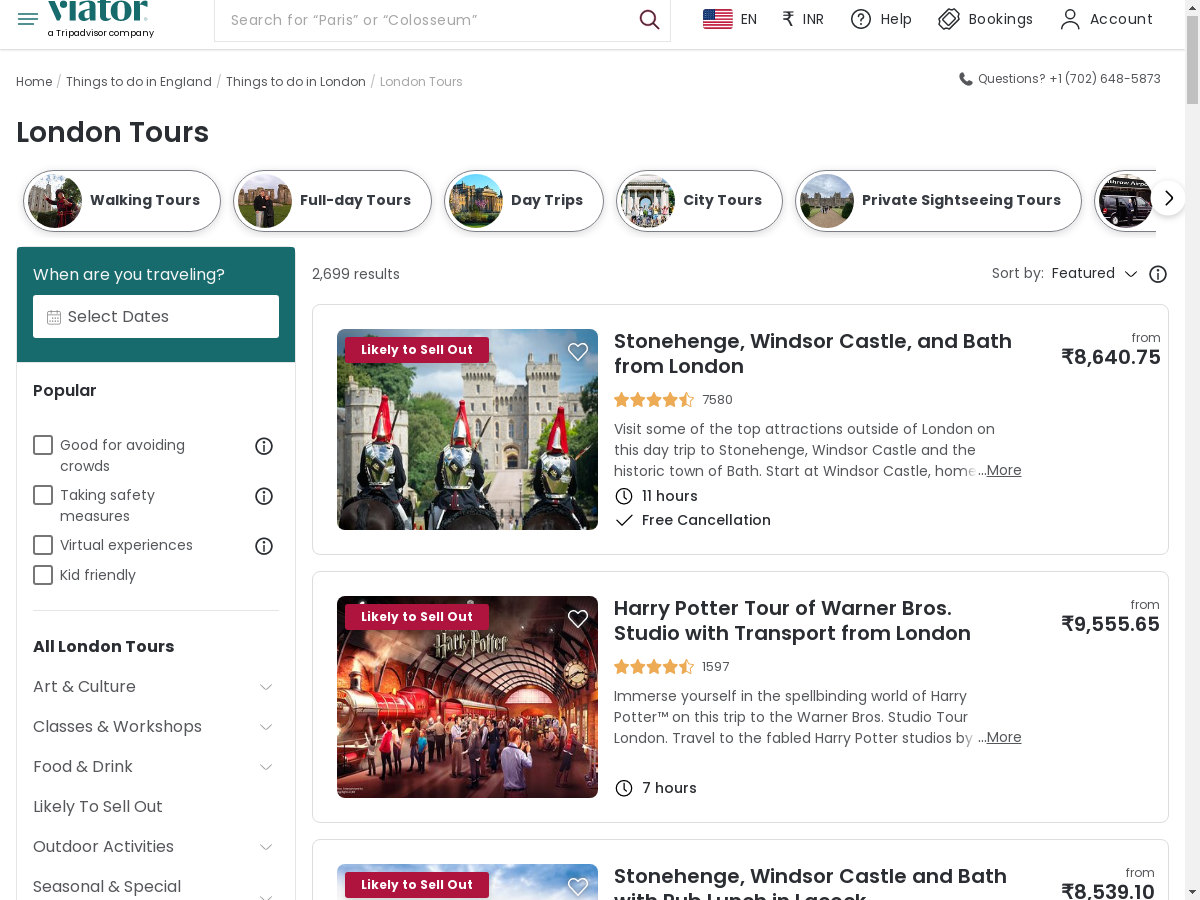 viator
a Tripadvisor company
Search for “Paris” or “Colosseum”
EN
₹ INR
Help
Bookings
Account
Home / Things to do in England / Things to do in London / London Tours
Questions? +1 (702) 648-5873
London Tours
Walking Tours
Full-day Tours
Day Trips
City Tours
Private Sightseeing Tours
When are you traveling?
Select Dates
Popular
Good for avoiding
crowds
Taking safety
measures
Virtual experiences
Kid friendly
All London Tours
Art & Culture
Classes & Workshops
Food & Drink
Likely To Sell Out
Outdoor Activities
Seasonal & Special
2,699 results
Sort by: Featured
Likely to Sell Out
Stonehenge, Windsor Castle, and Bath
from London
7580
Visit some of the top attractions outside of London on
this day trip to Stonehenge, Windsor Castle and the
historic town of Bath. Start at Windsor Castle, home ...More
11 hours
Free Cancellation
from
₹8,640.75
Likely to Sell Out
Harry Potter
Harry Potter Tour of Warner Bros.
Studio with Transport from London
1597
Immerse yourself in the spellbinding world of Harry
Potter™ on this trip to the Warner Bros. Studio Tour
London. Travel to the fabled Harry Potter studios by ...More
7 hours
from
₹9,555.65
Likely to Sell Out
Stonehenge, Windsor Castle and Bath
with Pub Lunch in Lacock
from
₹8,539.10